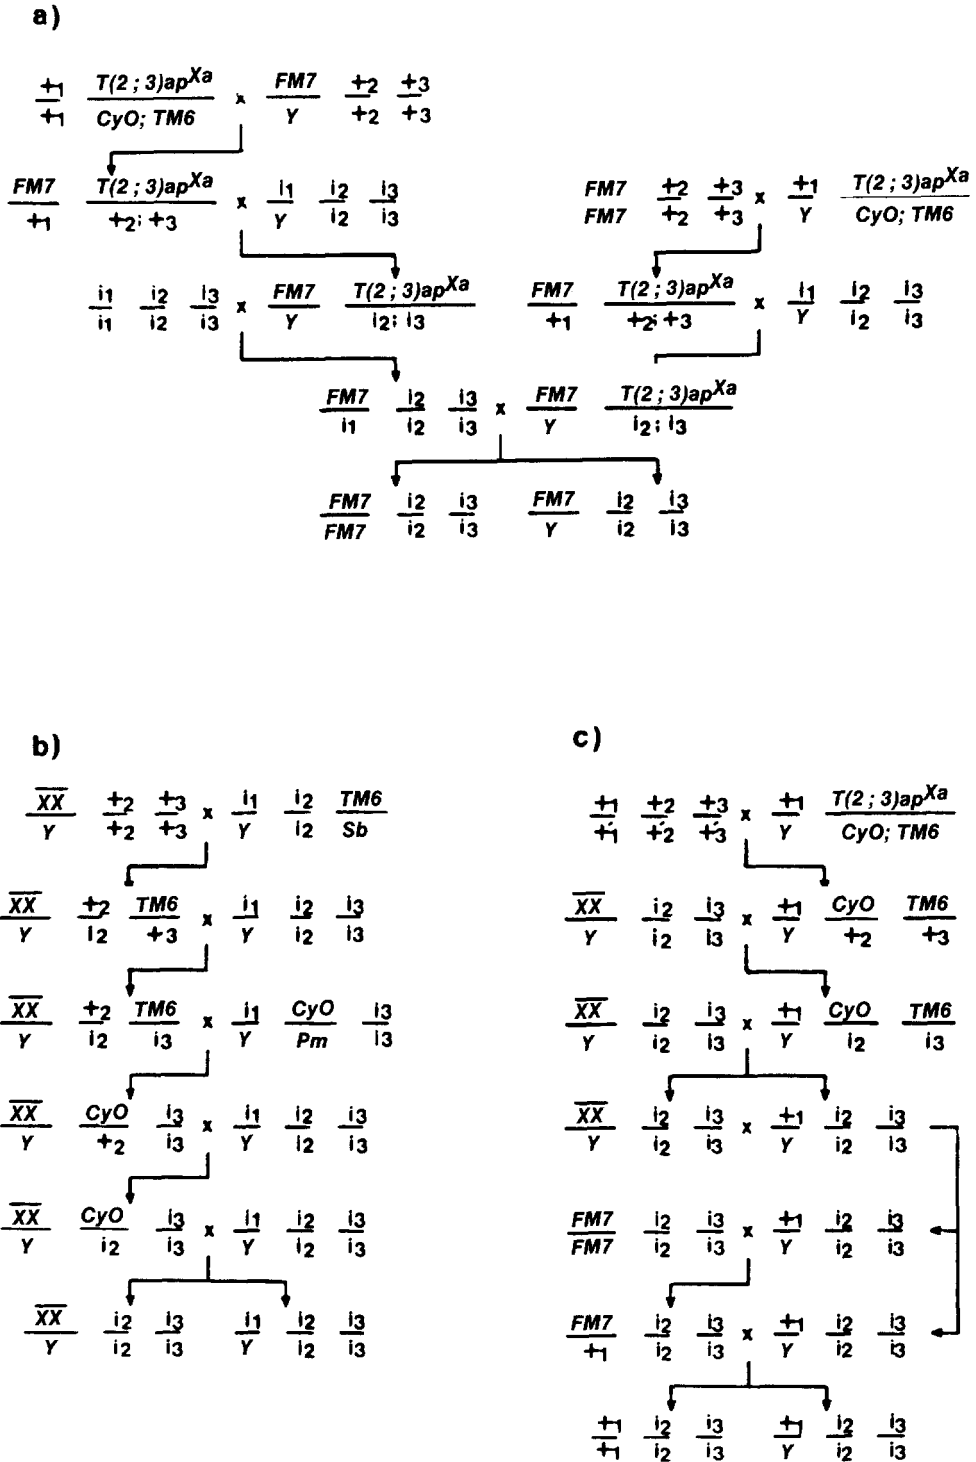 a)
+1 T(2 ; 3)apXa x FM7 +2 +3
+1 CyO; TM6 Y +2 +3
FM7 T(2 ; 3)apXa x i1 i2 i3 FM7 +2 +3 x +1 T(2 ; 3)apXa
+1 +2; +3 Y i2 i3 FM7 +2 +3 Y CyO; TM6
i1 i2 i3 x FM7 T(2 ; 3)apXa FM7 T(2 ; 3)apXa x i1 i2 i3
i1 i2 i3 Y i2; i3 +1 +2; +3 Y i2 i3
FM7 i2 i3 x FM7 T(2 ; 3)apXa
i1 i2 i3 Y i2; i3
FM7 i2 i3 FM7 i2 i3
FM7 i2 i3 Y i2 i3
b)
XX +2 +3 x i1 i2 TM6
Y +2 +3 Y i2 Sb
XX +2 TM6 x i1 i2 i3
Y i2 +3 Y i2 i3
XX +2 TM6 x i1 CyO i3
Y i2 i3 Y Pm i3
XX CyO i3 x i1 i2 i3
Y +2 i3 Y i2 i3
XX CyO i3 x i1 i2 i3
Y i2 i3 Y i2 i3
XX i2 i3 i1 i2 i3
Y i2 i3 Y i2 i3
c)
+1 +2 +3 x +1 T(2 ; 3)apXa
+1 +2 +3 Y CyO; TM6
XX i2 i3 x +1 CyO TM6
Y i2 i3 Y +2 +3
XX i2 i3 x +1 CyO TM6
Y i2 i3 Y i2 i3
XX i2 i3 x +1 i2 i3
Y i2 i3 Y i2 i3
FM7 i2 i3 x +1 i2 i3
FM7 i2 i3 Y i2 i3
FM7 i2 i3 x +1 i2 i3
+1 i2 i3 Y i2 i3
+1 i2 i3 +1 i2 i3
+1 i2 i3 Y i2 i3